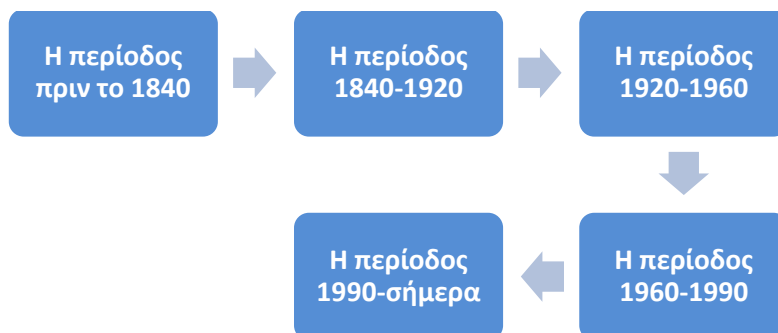 Η περίοδος
πριν το 1840
Η περίοδος
1840-1920
Η περίοδος
1920-1960
Η περίοδος
1960-1990
Η περίοδος
1990-σήμερα